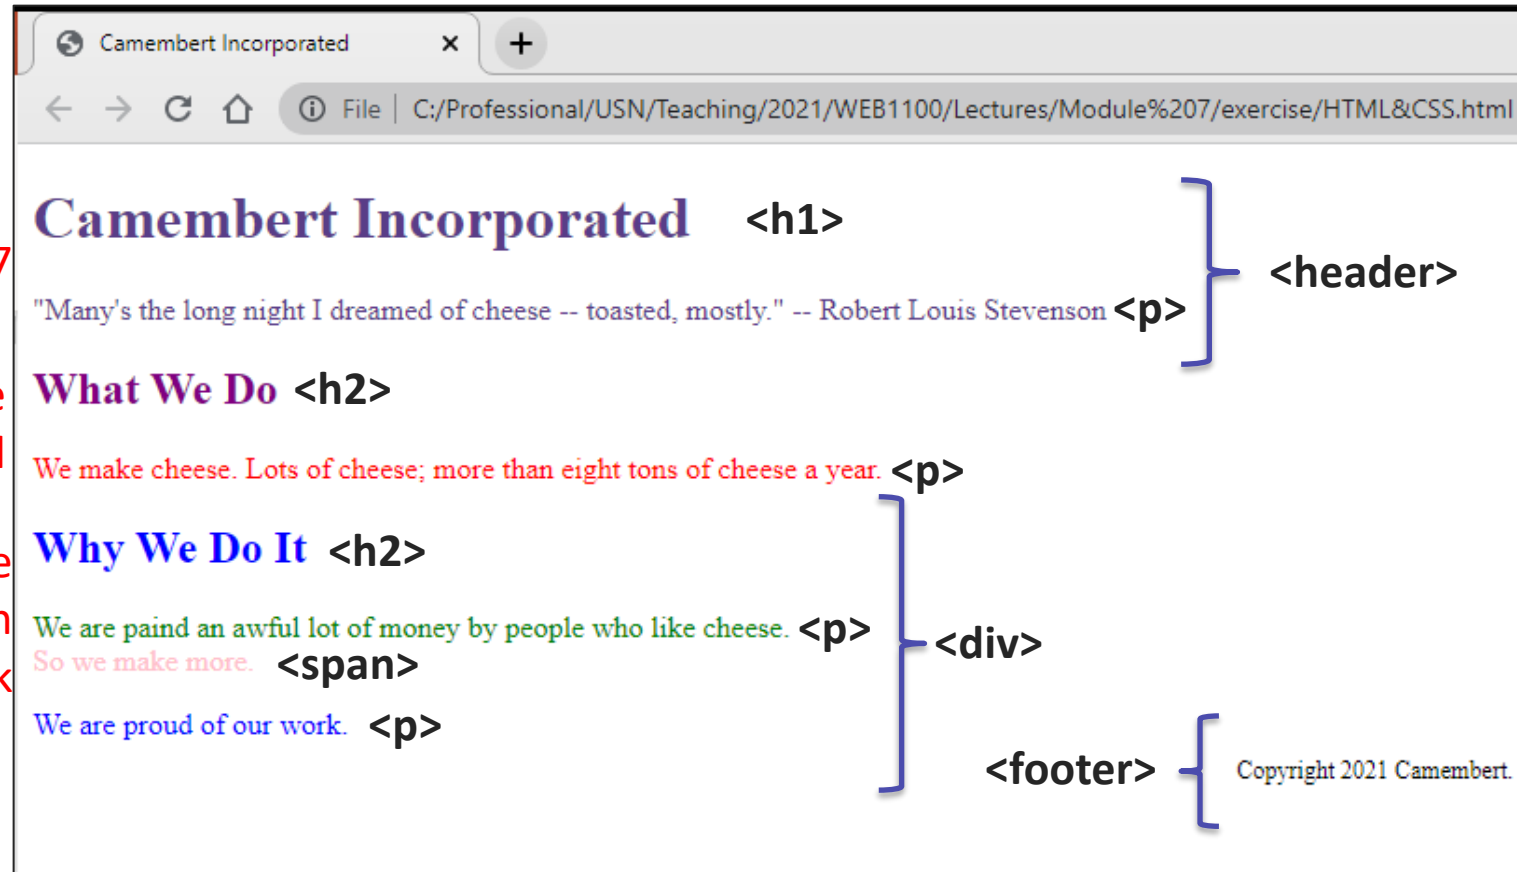 Camembert Incorporated
File | C:/Professional/USN/Teaching/2021/WEB1100/Lectures/Module%207/exercise/HTML&CSS.html
Camembert Incorporated <h1>
7
<header>
"Many's the long night I dreamed of cheese -- toasted, mostly." -- Robert Louis Stevenson <p>
What We Do <h2>
e
We make cheese. Lots of cheese; more than eight tons of cheese a year. <p>
Why We Do It <h2>
e
We are paind an awful lot of money by people who like cheese. <p>
<div>
So we make more. <span>
We are proud of our work. <p>
<footer> Copyright 2021 Camembert.